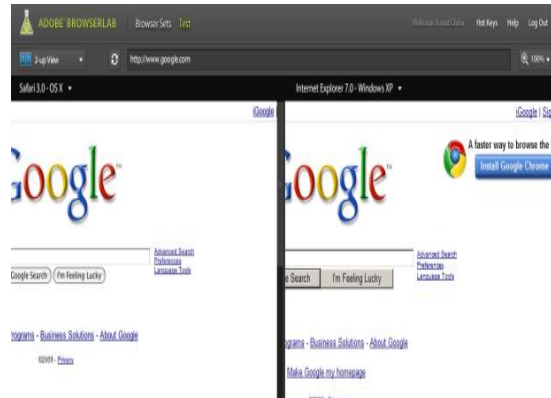 ADOBE® BROWSERLAB Browser Sets Test Hot Keys Help Log Out
2-up View http://www.google.com 100%
Safari 3.0 - OS X Internet Explorer 7.0 - Windows XP
iGoogle
oogle™
Advanced Search
Preferences
Language Tools
Google Search I'm Feeling Lucky
rograms - Business Solutions - About Google
©2009 - Privacy
iGoogle | Sig
A faster way to browse the
Install Google Chrome
oogle™
Advanced Search
Preferences
Language Tools
e Search I'm Feeling Lucky
ograms - Business Solutions - About Google
Make Google my homepage